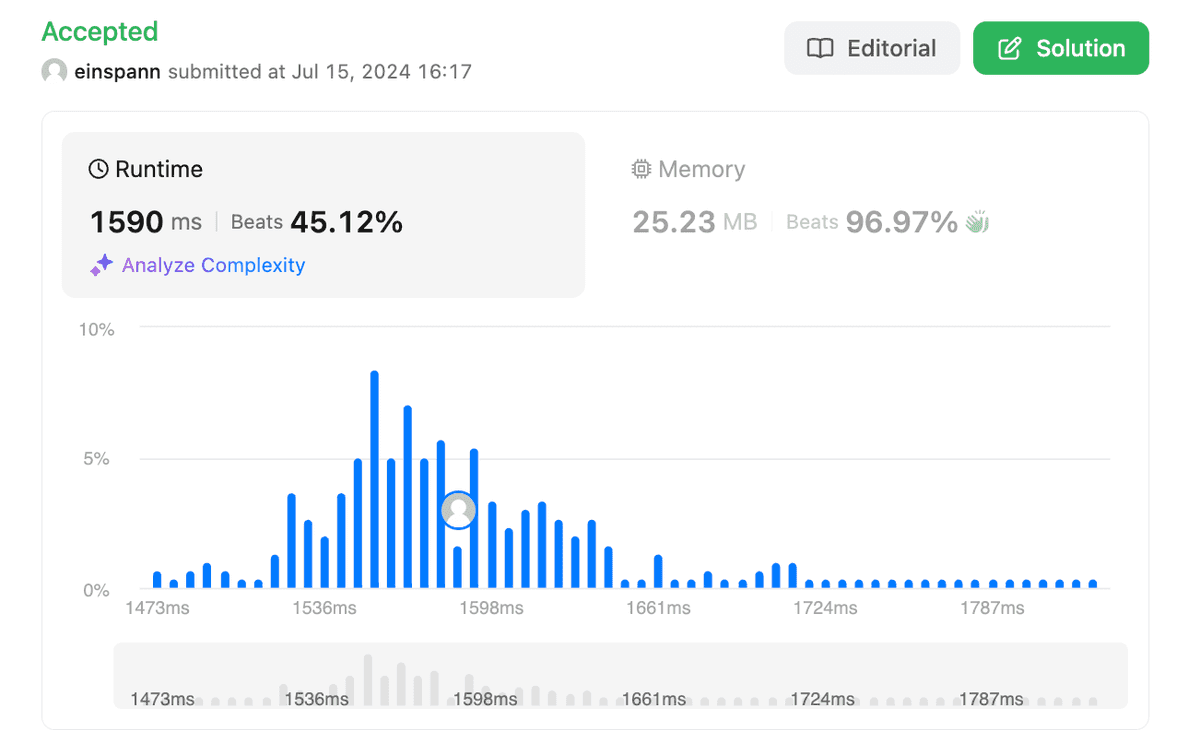 Accepted
Editorial
Solution
einspann submitted at Jul 15, 2024 16:17
Runtime
Memory
1590 ms | Beats 45.12%
25.23 MB | Beats 96.97%
Analyze Complexity
10%
5%
0%
1473ms 1536ms 1598ms 1661ms 1724ms 1787ms
1473ms 1536ms 1598ms 1661ms 1724ms 1787ms